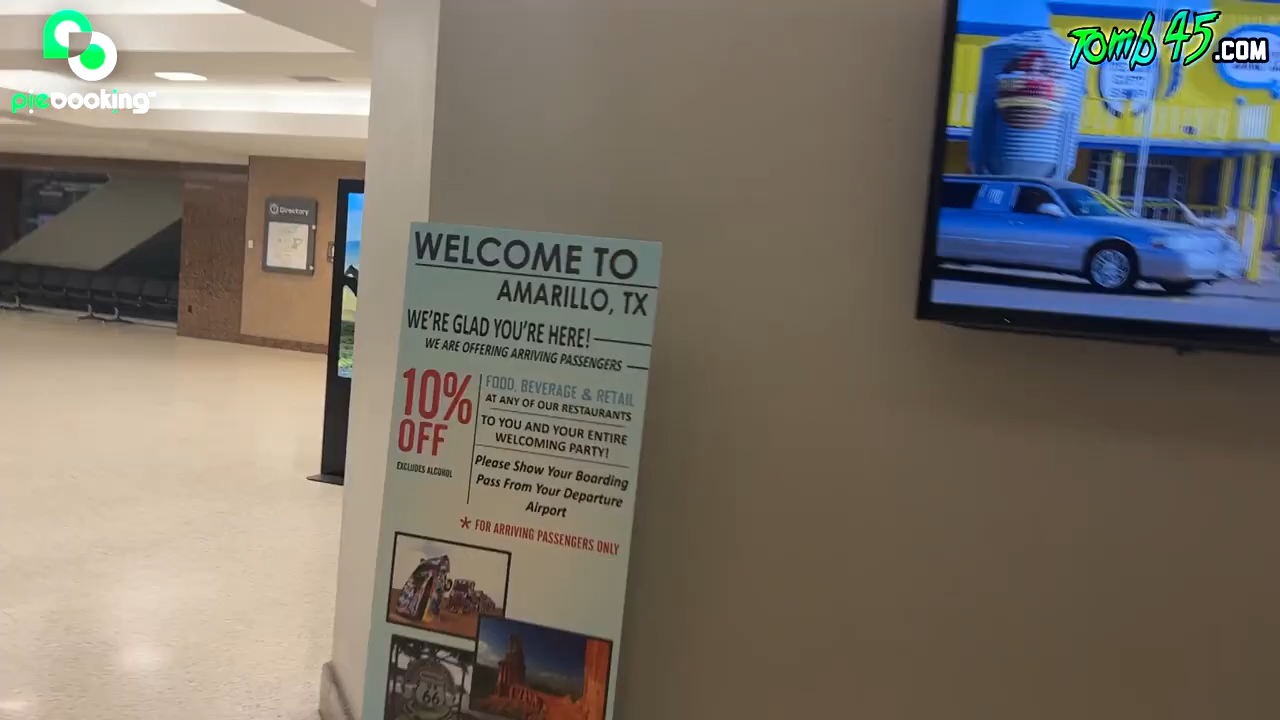 piebooking
TOMB 45.COM
Directory
WELCOME TO
AMARILLO, TX
WE'RE GLAD YOU'RE HERE!
WE ARE OFFERING ARRIVING PASSENGERS
10%
OFF
EXCLUDES ALCOHOL
FOOD, BEVERAGE & RETAIL
AT ANY OF OUR RESTAURANTS
TO YOU AND YOUR ENTIRE
WELCOMING PARTY!
Please Show Your Boarding
Pass From Your Departure
Airport
* FOR ARRIVING PASSENGERS ONLY
66